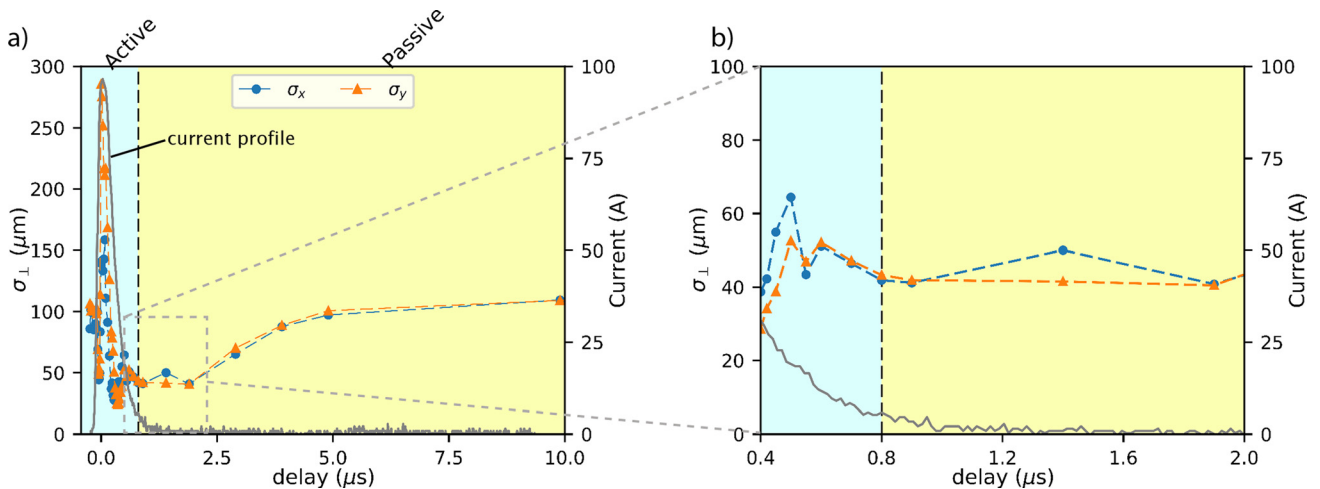 a)
Active
Passive
300
250
200
150
100
50
0
σ⊥ (μm)
σx
σy
current profile
100
75
50
25
0
Current (A)
0.0
2.5
5.0
7.5
10.0
delay (μs)
b)
100
80
60
40
20
0
σ⊥ (μm)
100
75
50
25
0
Current (A)
0.4
0.8
1.2
1.6
2.0
delay (μs)